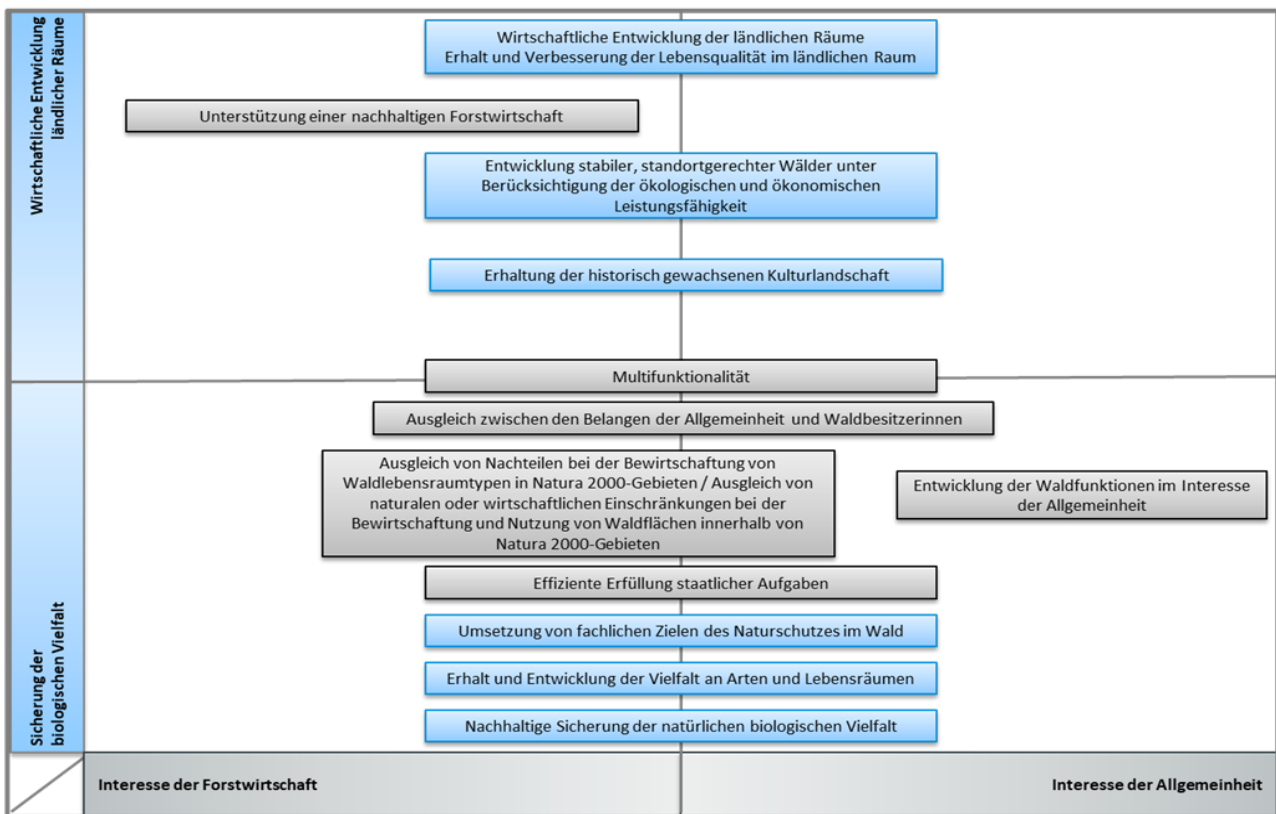 Wirtschaftliche Entwicklung
ländlicher Räume
Wirtschaftliche Entwicklung der ländlichen Räume
Erhalt und Verbesserung der Lebensqualität im ländlichen Raum
Unterstützung einer nachhaltigen Forstwirtschaft
Entwicklung stabiler, standortgerechter Wälder unter
Berücksichtigung der ökologischen und ökonomischen
Leistungsfähigkeit
Erhaltung der historisch gewachsenen Kulturlandschaft
Multifunktionalität
Sicherung der
biologischen Vielfalt
Ausgleich zwischen den Belangen der Allgemeinheit und Waldbesitzerinnen
Ausgleich von Nachteilen bei der Bewirtschaftung von
Waldlebensraumtypen in Natura 2000-Gebieten / Ausgleich von
naturalen oder wirtschaftlichen Einschränkungen bei der
Bewirtschaftung und Nutzung von Waldflächen innerhalb von
Natura 2000-Gebieten
Entwicklung der Waldfunktionen im Interesse
der Allgemeinheit
Effiziente Erfüllung staatlicher Aufgaben
Umsetzung von fachlichen Zielen des Naturschutzes im Wald
Erhalt und Entwicklung der Vielfalt an Arten und Lebensräumen
Nachhaltige Sicherung der natürlichen biologischen Vielfalt
Interesse der Forstwirtschaft
Interesse der Allgemeinheit